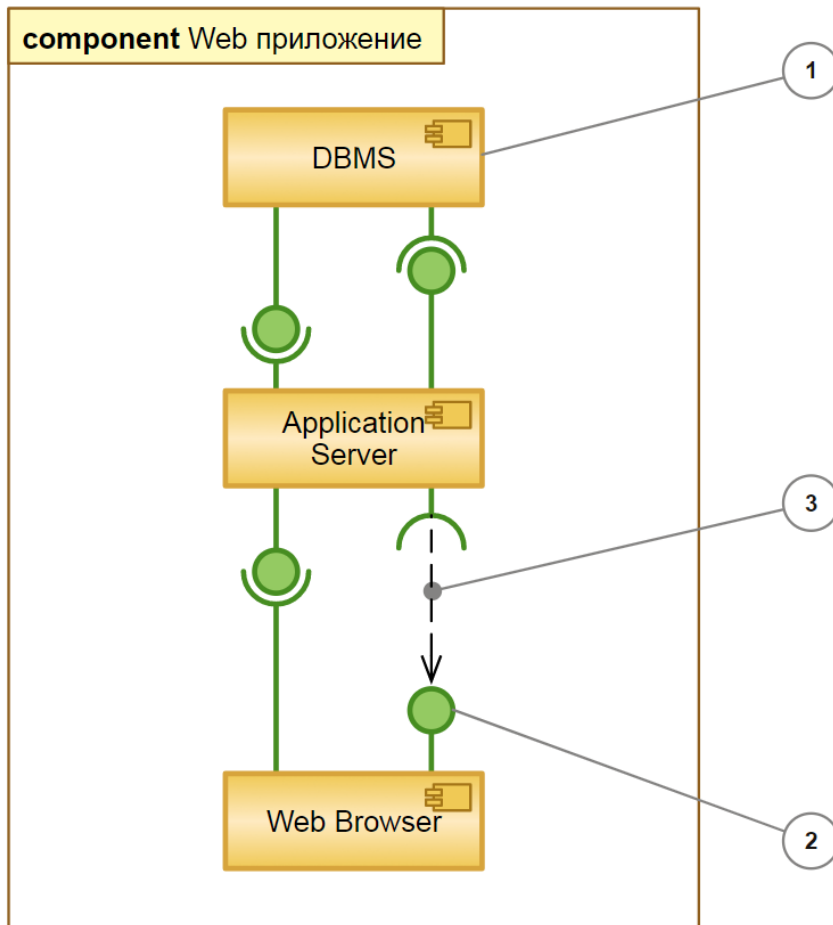 component Web приложение
1
DBMS
Application
Server
3
Web Browser
2